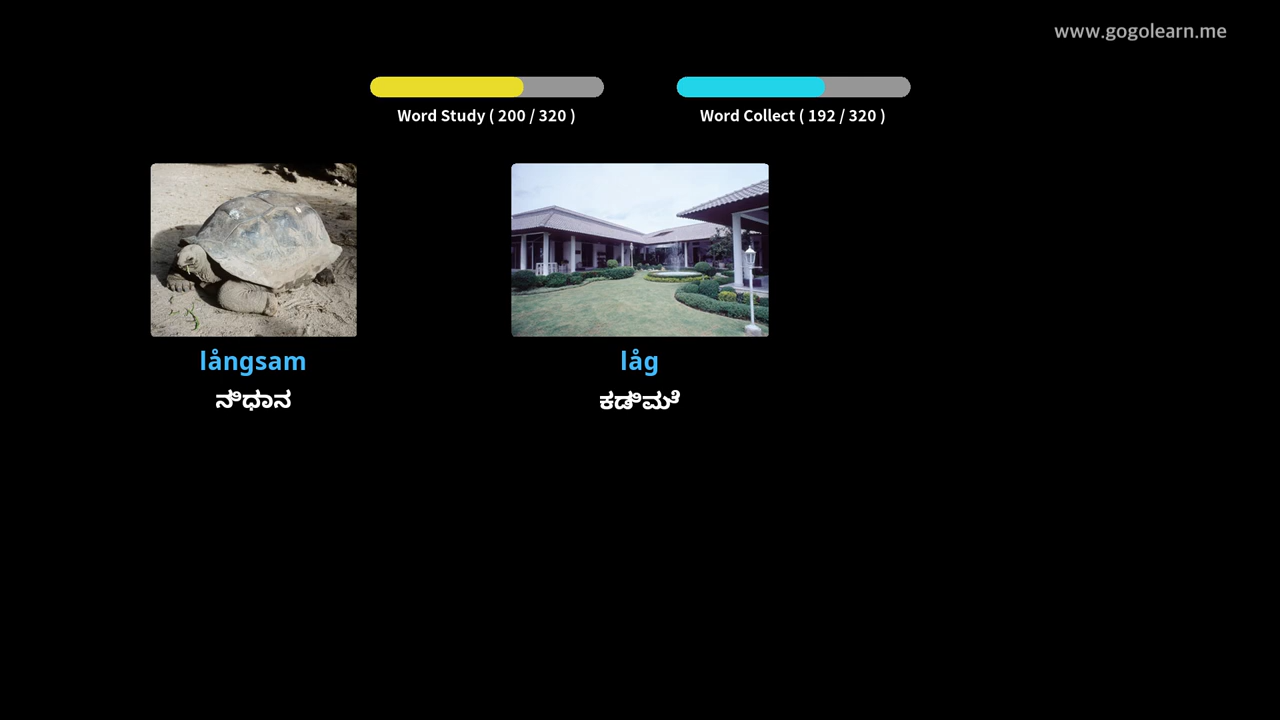 www.gogolearn.me
Word Study ( 200 / 320 )
Word Collect ( 192 / 320 )
långsam
låg
ನಿಧಾನ
ಕಡಿಮೆ